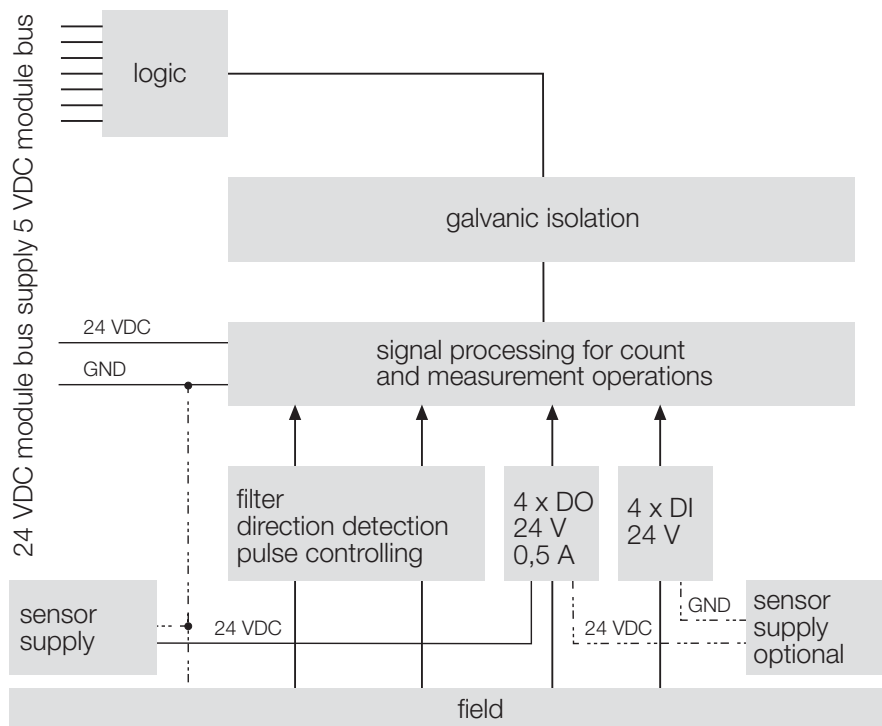 24 VDC module bus supply 5 VDC module bus
logic
galvanic isolation
24 VDC
GND
signal processing for count
and measurement operations
filter
direction detection
pulse controlling
4 x DO
24 V
0,5 A
4 x DI
24 V
sensor
supply
24 VDC
24 VDC
GND
sensor
supply
optional
field